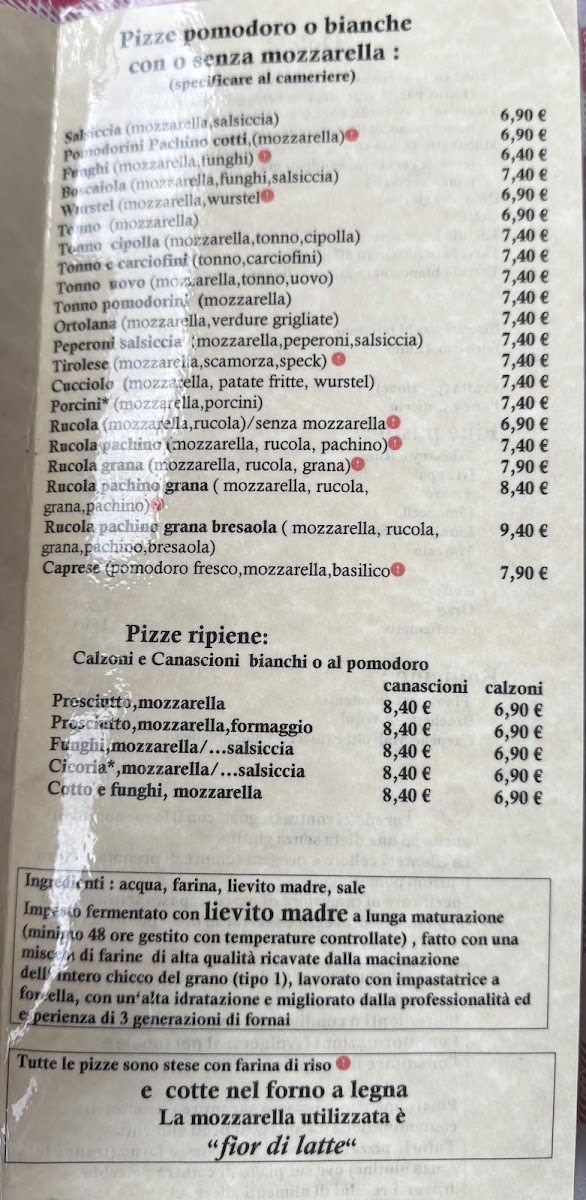 Pizze pomodoro o bianche
con o senza mozzarella :
(specificare al cameriere)
Salsiccia (mozzarella,salsiccia) 6,90 €
Pomodorini Pachino cotti,(mozzarella) 6,90 €
Funghi (mozzarella,funghi) 6,40 €
Boscaiola (mozzarella,funghi,salsiccia) 7,40 €
Wurstel (mozzarella,wurstel 6,90 €
Tonno (mozzarella) 6,90 €
Tonno cipolla (mozzarella,tonno,cipolla) 7,40 €
Tonno e carciofini (tonno,carciofini) 7,40 €
Tonno uovo (mozzarella,tonno,uovo) 7,40 €
Tonno pomodorini (mozzarella) 7,40 €
Ortolana (mozzarella,verdure grigliate) 7,40 €
Peperoni salsiccia (mozzarella,peperoni,salsiccia) 7,40 €
Tirolese (mozzarella,scamorza,speck) 7,40 €
Cucciolo (mozzarella, patate fritte, wurstel) 7,40 €
Porcini* (mozzarella,porcini) 7,40 €
Rucola (mozzarella,rucola)/senza mozzarella 6,90 €
Rucola pachino (mozzarella, rucola, pachino) 7,40 €
Rucola grana (mozzarella, rucola, grana) 7,90 €
Rucola pachino grana ( mozzarella, rucola, 8,40 €
grana,pachino)
Rucola pachino grana bresaola ( mozzarella, rucola, 9,40 €
grana,pachino,bresaola)
Caprese (pomodoro fresco,mozzarella,basilico 7,90 €
Pizze ripiene:
Calzoni e Canascioni bianchi o al pomodoro
canascioni calzoni
Prosciutto,mozzarella 8,40 € 6,90 €
Prosciutto,mozzarella,formaggio 8,40 € 6,90 €
Funghi,mozzarella/...salsiccia 8,40 € 6,90 €
Cicoria*,mozzarella/...salsiccia 8,40 € 6,90 €
Cotto e funghi, mozzarella 8,40 € 6,90 €
Ingredienti : acqua, farina, lievito madre, sale
Impasto fermentato con lievito madre a lunga maturazione
(minimo 48 ore gestito con temperature controllate) , fatto con una
miscela di farine di alta qualità ricavate dalla macinazione
dell' intero chicco del grano (tipo 1), lavorato con impastatrice a
forcella, con un'alta idratazione e migliorato dalla professionalità ed
esperienza di 3 generazioni di fornai
Tutte le pizze sono stese con farina di riso
e cotte nel forno a legna
La mozzarella utilizzata è
"fior di latte"